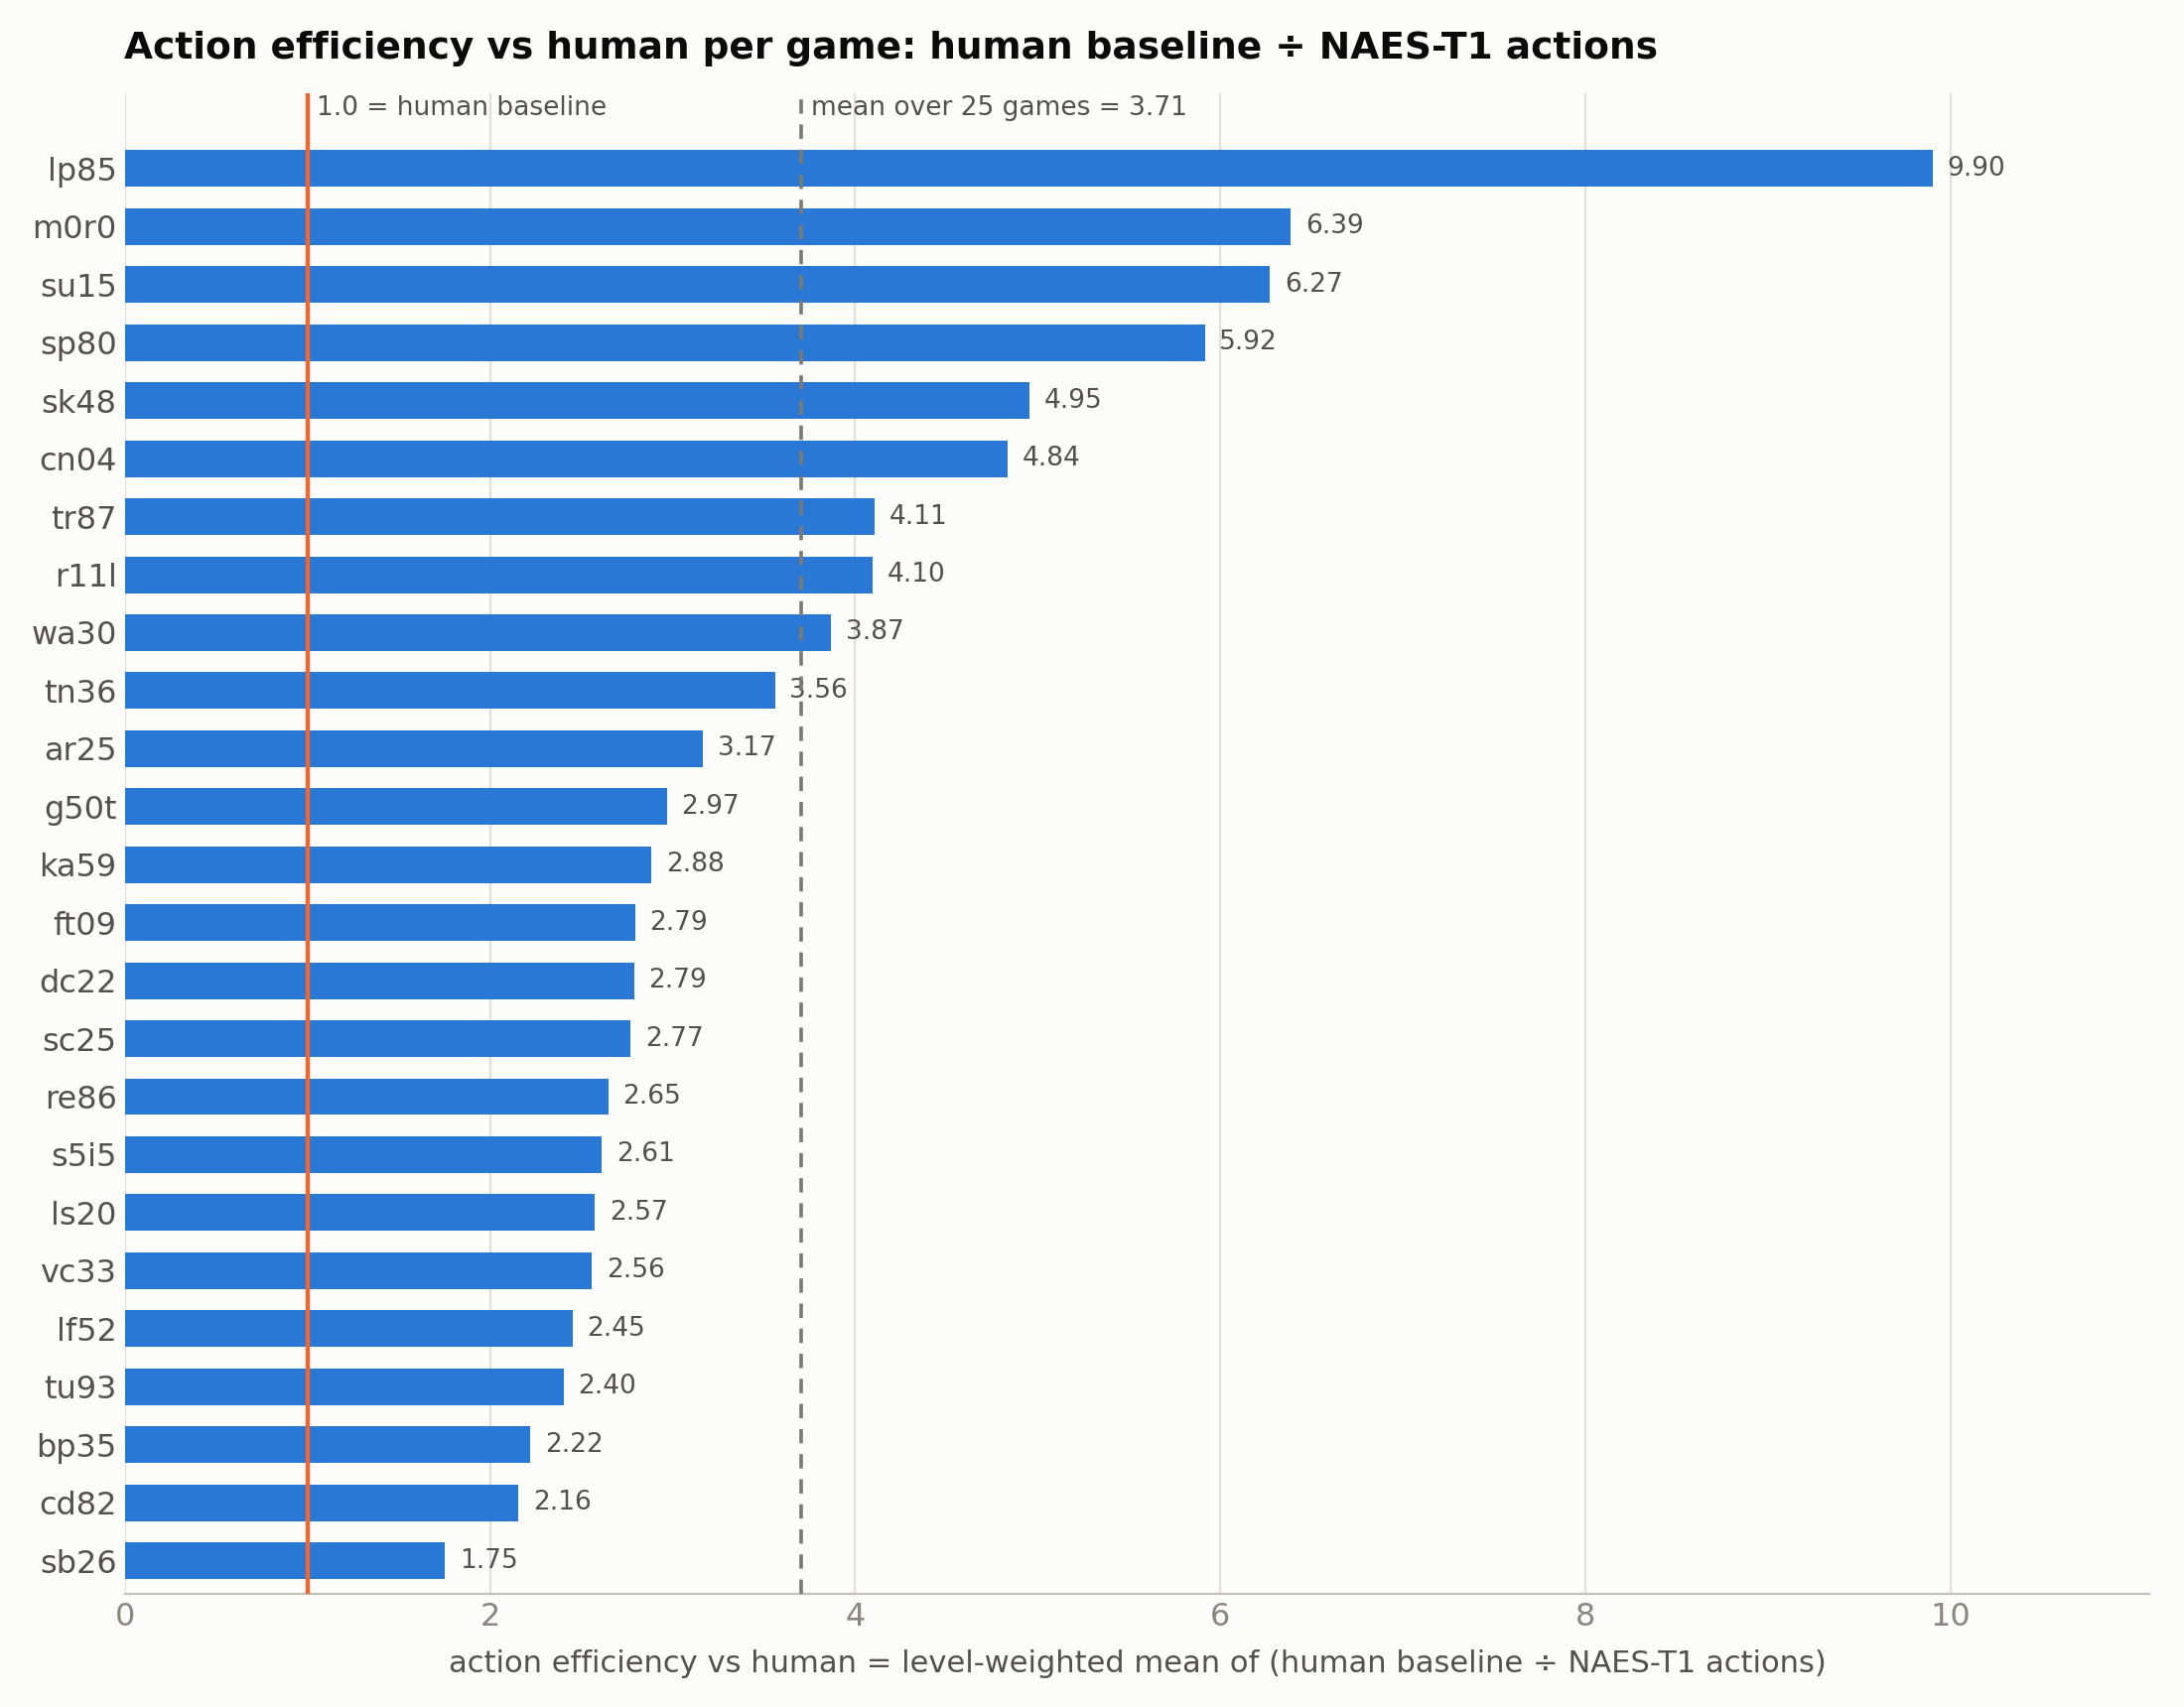 Action efficiency vs human per game: human baseline ÷ NAES-T1 actions
1.0 = human baseline
mean over 25 games = 3.71
lp85 9.90
m0r0 6.39
su15 6.27
sp80 5.92
sk48 4.95
cn04 4.84
tr87 4.11
r11l 4.10
wa30 3.87
tn36 3.56
ar25 3.17
g50t 2.97
ka59 2.88
ft09 2.79
dc22 2.79
sc25 2.77
re86 2.65
s5i5 2.61
ls20 2.57
vc33 2.56
lf52 2.45
tu93 2.40
bp35 2.22
cd82 2.16
sb26 1.75
0 2 4 6 8 10
action efficiency vs human = level-weighted mean of (human baseline ÷ NAES-T1 actions)